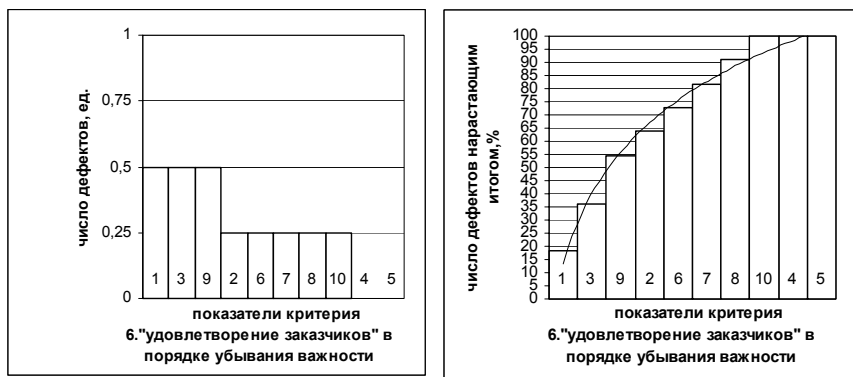 1
0,75
0,5
0,25
0
число дефектов, ед.
1 3 9 2 6 7 8 10 4 5
показатели критерия
6."удовлетворение заказчиков" в
порядке убывания важности
число дефектов нарастающим
итогом,%
100
95
90
85
80
75
70
65
60
55
50
45
40
35
30
25
20
15
10
5
0
1 3 9 2 6 7 8 10 4 5
показатели критерия
6."удовлетворение заказчиков" в
порядке убывания важности